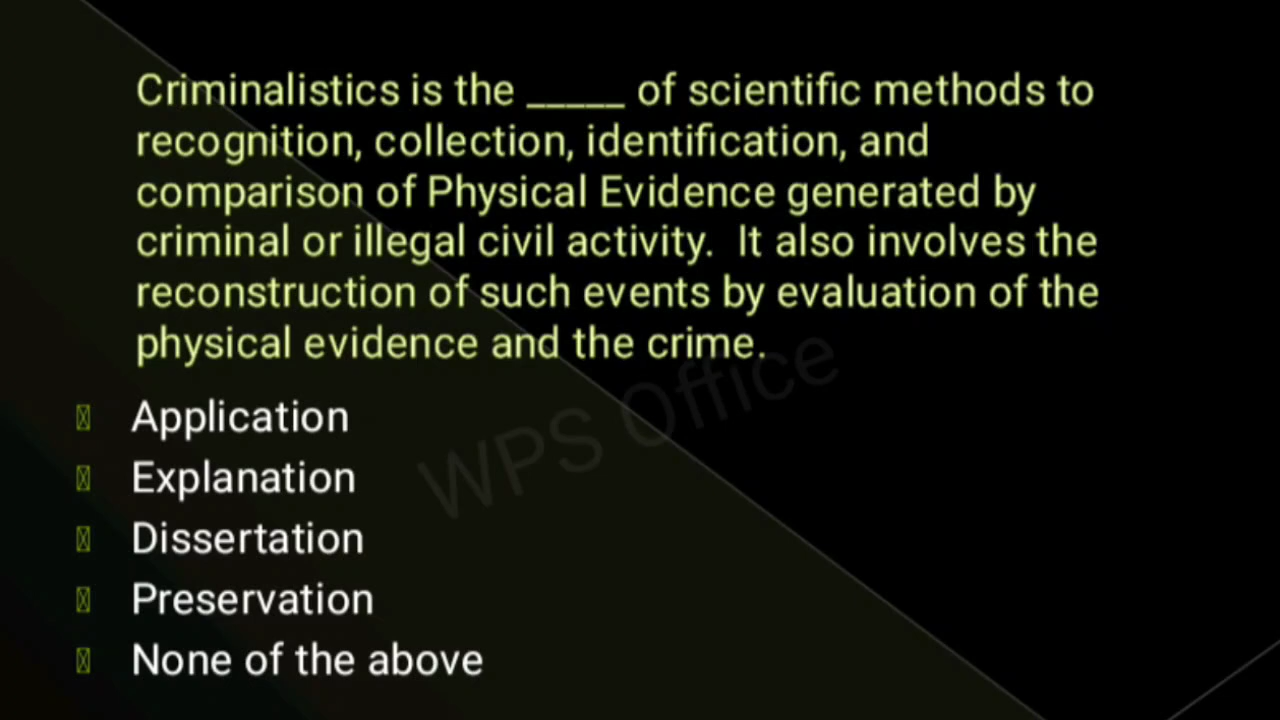 Criminalistics is the _____ of scientific methods to
recognition, collection, identification, and
comparison of Physical Evidence generated by
criminal or illegal civil activity.  It also involves the
reconstruction of such events by evaluation of the
physical evidence and the crime.
Application
Explanation
Dissertation
Preservation
None of the above
WPS Office